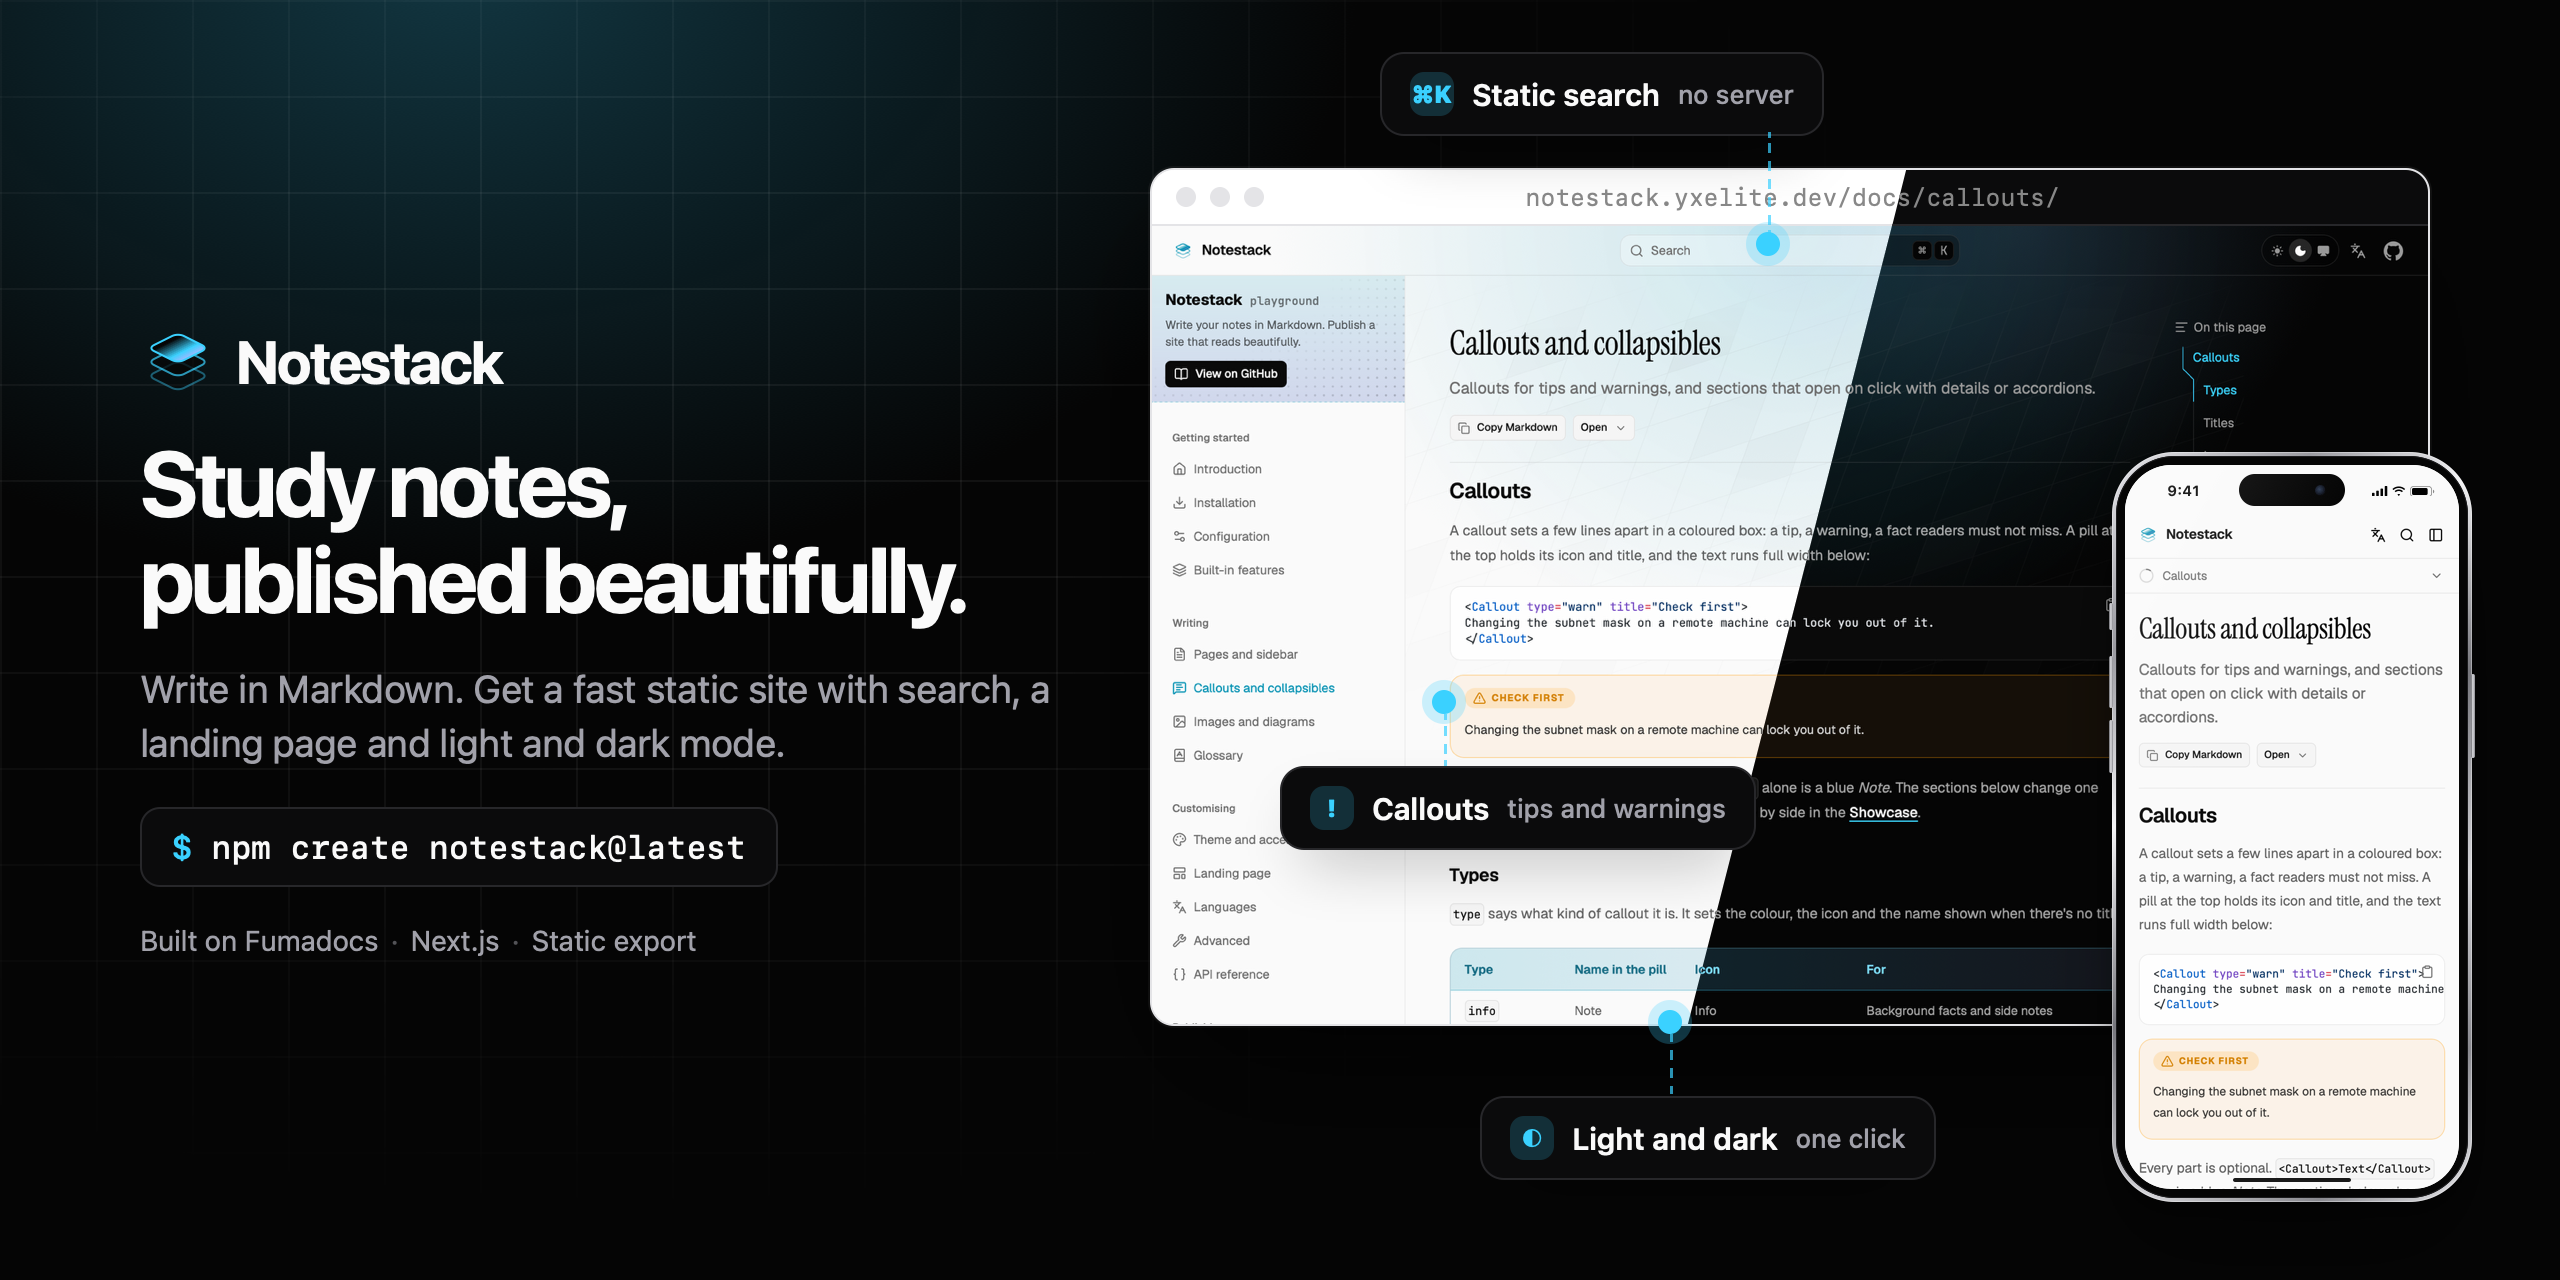 Notestack
Study notes,
published beautifully.
Write in Markdown. Get a fast static site with search, a
landing page and light and dark mode.
$ npm create notestack@latest
Built on Fumadocs · Next.js · Static export
⌘K Static search no server
notestack.yxelite.dev/docs/callouts/
Notestack
Search
⌘ K
Notestack playground
Write your notes in Markdown. Publish a
site that reads beautifully.
View on GitHub
Getting started
Introduction
Installation
Configuration
Built-in features
Writing
Pages and sidebar
Callouts and collapsibles
Images and diagrams
Glossary
Customising
Theme and acce
Landing page
Languages
Advanced
API reference
Callouts and collapsibles
Callouts for tips and warnings, and sections that open on click with details or accordions.
Copy Markdown
Open
Callouts
A callout sets a few lines apart in a coloured box: a tip, a warning, a fact readers must not miss. A pill at
the top holds its icon and title, and the text runs full width below:
<Callout type="warn" title="Check first">
Changing the subnet mask on a remote machine can lock you out of it.
</Callout>
CHECK FIRST
Changing the subnet mask on a remote machine can lock you out of it.
alone is a blue Note. The sections below change one
by side in the Showcase.
! Callouts tips and warnings
Types
type says what kind of callout it is. It sets the colour, the icon and the name shown when there's no titl
Type Name in the pill Icon For
info Note Info Background facts and side notes
On this page
Callouts
Types
Titles
Light and dark one click
9:41
Notestack
Callouts
Callouts and collapsibles
Callouts for tips and warnings, and sections
that open on click with details or
accordions.
Copy Markdown
Open
Callouts
A callout sets a few lines apart in a coloured box:
a tip, a warning, a fact readers must not miss. A
pill at the top holds its icon and title, and the text
runs full width below:
<Callout type="warn" title="Check first">
Changing the subnet mask on a remote machine
</Callout>
CHECK FIRST
Changing the subnet mask on a remote machine
can lock you out of it.
Every part is optional. <Callout>Text</Callout>